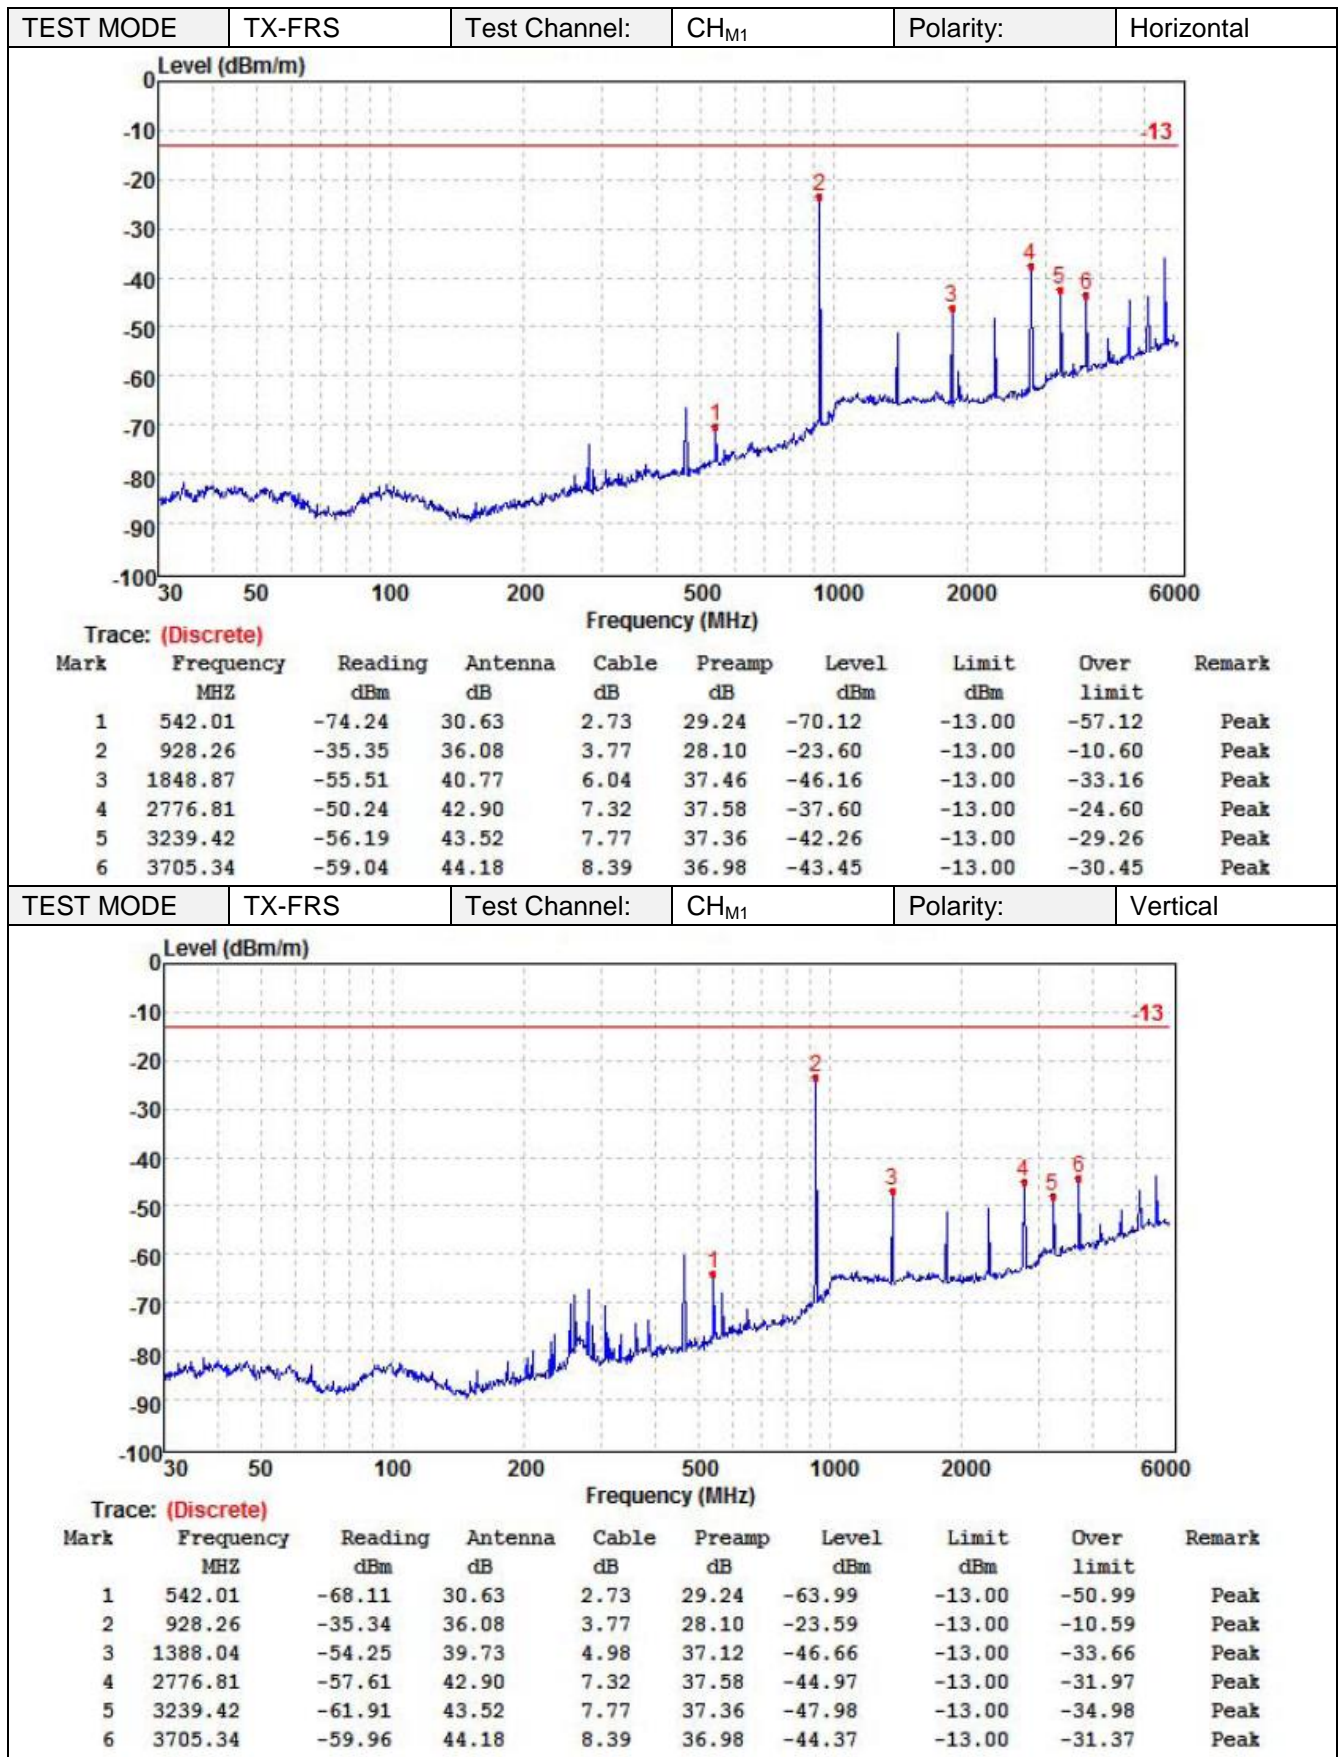 TEST MODE TX-FRS Test Channel: CHM1 Polarity: Horizontal
Level (dBm/m)
0
-10
-13
-20
2
-30
4
-40
5 6
3
-50
-60
1
-70
-80
-90
-100
30 50 100 200 500 1000 2000 6000
Frequency (MHz)
Trace: (Discrete)
Mark Frequency Reading Antenna Cable Preamp Level Limit Over Remark
MHZ dBm dB dB dB dBm dBm limit
1 542.01 -74.24 30.63 2.73 29.24 -70.12 -13.00 -57.12 Peak
2 928.26 -35.35 36.08 3.77 28.10 -23.60 -13.00 -10.60 Peak
3 1848.87 -55.51 40.77 6.04 37.46 -46.16 -13.00 -33.16 Peak
4 2776.81 -50.24 42.90 7.32 37.58 -37.60 -13.00 -24.60 Peak
5 3239.42 -56.19 43.52 7.77 37.36 -42.26 -13.00 -29.26 Peak
6 3705.34 -59.04 44.18 8.39 36.98 -43.45 -13.00 -30.45 Peak
TEST MODE TX-FRS Test Channel: CHM1 Polarity: Vertical
Level (dBm/m)
0
-10
-13
-20
2
-30
-40
3 4 5 6
-50
-60
1
-70
-80
-90
-100
30 50 100 200 500 1000 2000 6000
Frequency (MHz)
Trace: (Discrete)
Mark Frequency Reading Antenna Cable Preamp Level Limit Over Remark
MHZ dBm dB dB dB dBm dBm limit
1 542.01 -68.11 30.63 2.73 29.24 -63.99 -13.00 -50.99 Peak
2 928.26 -35.34 36.08 3.77 28.10 -23.59 -13.00 -10.59 Peak
3 1388.04 -54.25 39.73 4.98 37.12 -46.66 -13.00 -33.66 Peak
4 2776.81 -57.61 42.90 7.32 37.58 -44.97 -13.00 -31.97 Peak
5 3239.42 -61.91 43.52 7.77 37.36 -47.98 -13.00 -34.98 Peak
6 3705.34 -59.96 44.18 8.39 36.98 -44.37 -13.00 -31.37 Peak